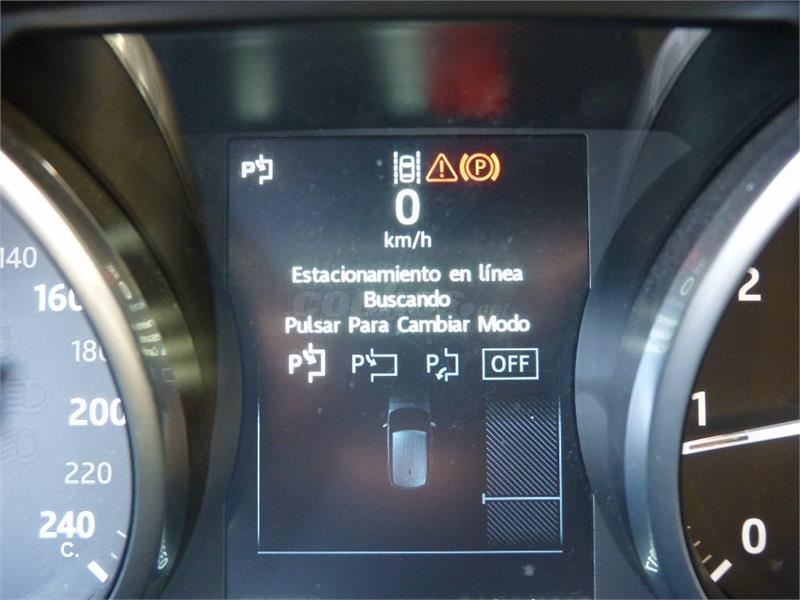 P P
0
km/h
Estacionamiento en línea
Buscando
Pulsar Para Cambiar Modo
P P P OFF
140
160
180
200
220
240
C.
2
1
0